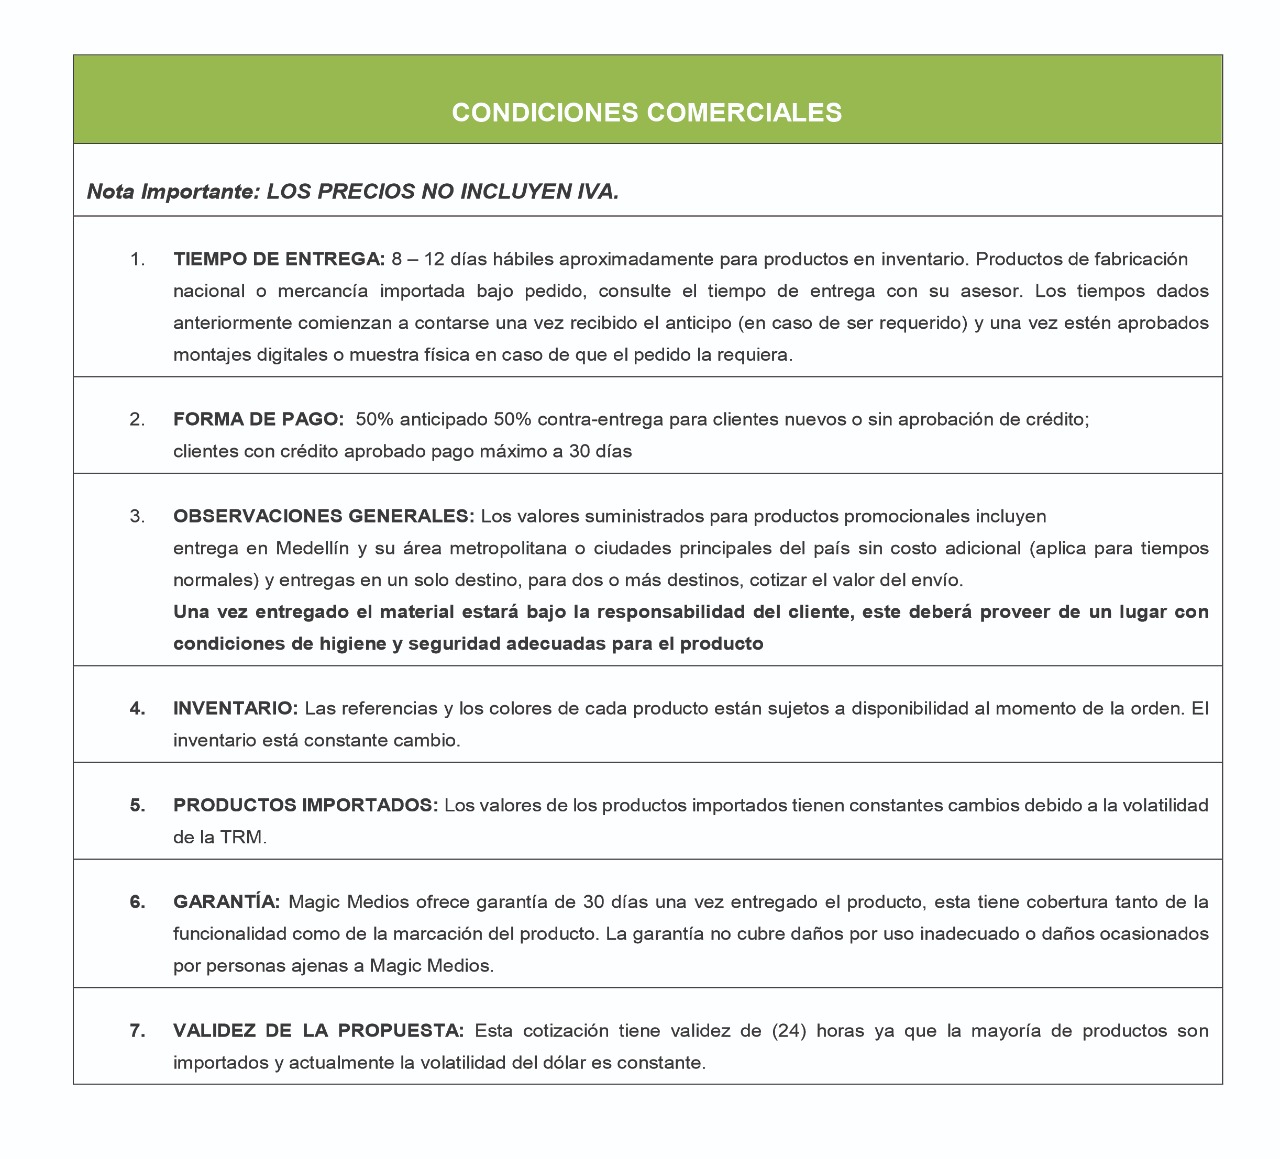 CONDICIONES COMERCIALES
Nota Importante: LOS PRECIOS NO INCLUYEN IVA.
1. TIEMPO DE ENTREGA: 8 – 12 días hábiles aproximadamente para productos en inventario. Productos de fabricación
nacional o mercancía importada bajo pedido, consulte el tiempo de entrega con su asesor. Los tiempos dados
anteriormente comienzan a contarse una vez recibido el anticipo (en caso de ser requerido) y una vez estén aprobados
montajes digitales o muestra física en caso de que el pedido la requiera.
2. FORMA DE PAGO: 50% anticipado 50% contra-entrega para clientes nuevos o sin aprobación de crédito;
clientes con crédito aprobado pago máximo a 30 días
3. OBSERVACIONES GENERALES: Los valores suministrados para productos promocionales incluyen
entrega en Medellín y su área metropolitana o ciudades principales del país sin costo adicional (aplica para tiempos
normales) y entregas en un solo destino, para dos o más destinos, cotizar el valor del envío.
Una vez entregado el material estará bajo la responsabilidad del cliente, este deberá proveer de un lugar con
condiciones de higiene y seguridad adecuadas para el producto
4. INVENTARIO: Las referencias y los colores de cada producto están sujetos a disponibilidad al momento de la orden. El
inventario está constante cambio.
5. PRODUCTOS IMPORTADOS: Los valores de los productos importados tienen constantes cambios debido a la volatilidad
de la TRM.
6. GARANTÍA: Magic Medios ofrece garantía de 30 días una vez entregado el producto, esta tiene cobertura tanto de la
funcionalidad como de la marcación del producto. La garantía no cubre daños por uso inadecuado o daños ocasionados
por personas ajenas a Magic Medios.
7. VALIDEZ DE LA PROPUESTA: Esta cotización tiene validez de (24) horas ya que la mayoría de productos son
importados y actualmente la volatilidad del dólar es constante.